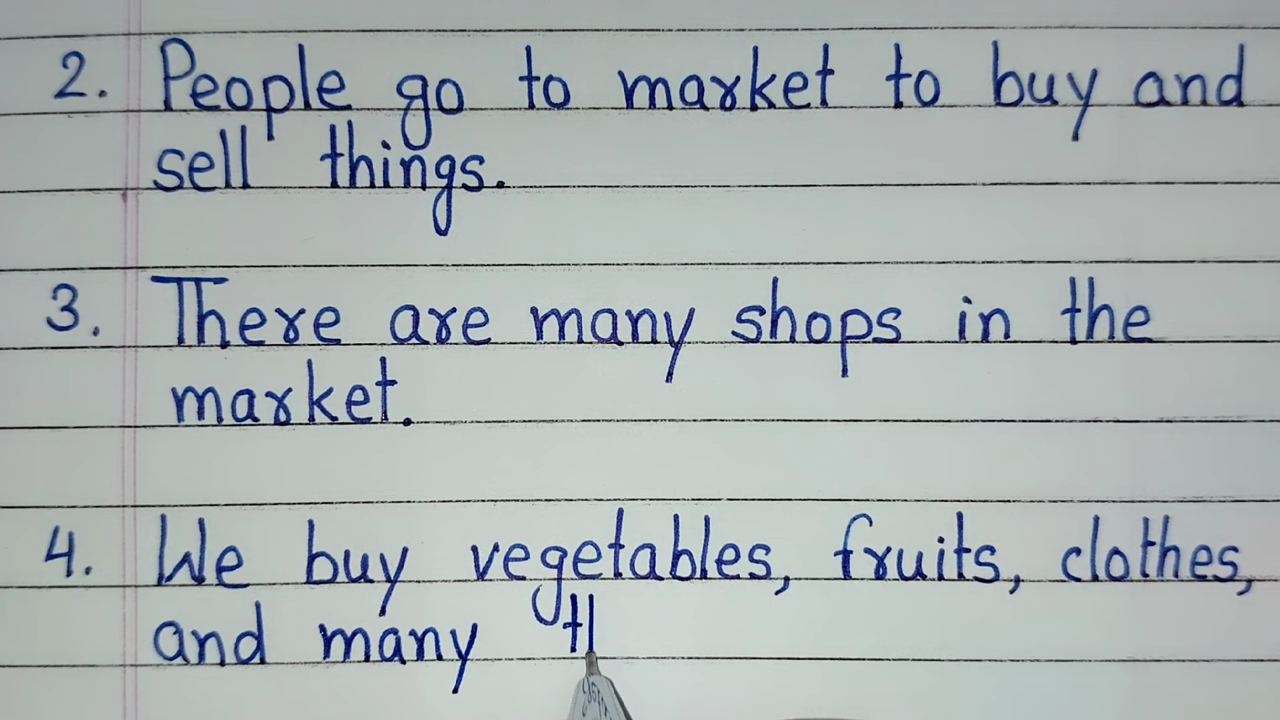 2. People go to market to buy and
sell things.
3. There are many shops in the
market.
4. We buy vegetables, fruits, clothes,
and many